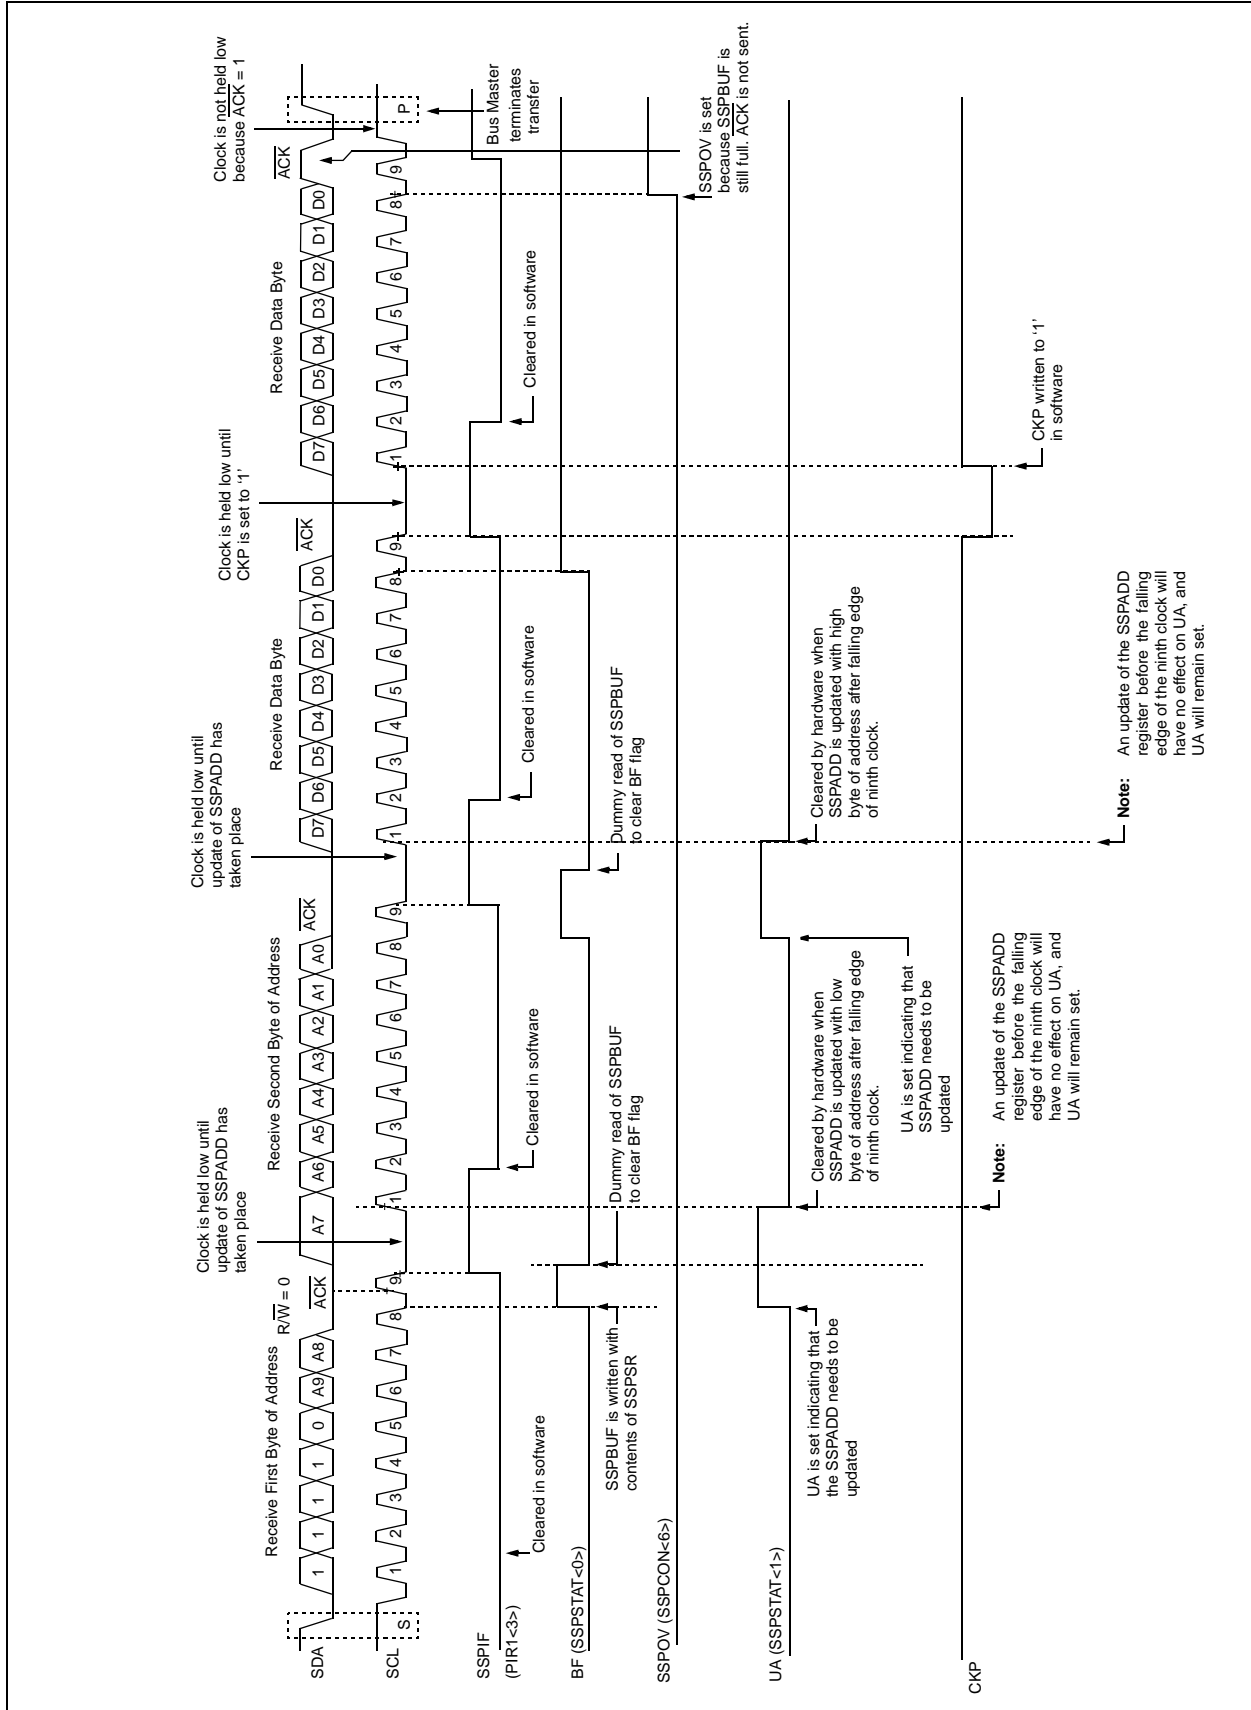 Clock is not held low
because ACK = 1
Clock is held low until
CKP is set to ‘1’
Clock is held low until
update of SSPADD has
taken place
Clock is held low until
update of SSPADD has
taken place
R/W = 0
Receive First Byte of Address
ACK
Receive Second Byte of Address
ACK
Receive Data Byte
ACK
Receive Data Byte
ACK
SDA
1 1 1 1 0 A9 A8 A7 A6 A5 A4 A3 A2 A1 A0 D7 D6 D5 D4 D3 D2 D1 D0 D7 D6 D5 D4 D3 D2 D1 D0
SCL
S 1 2 3 4 5 6 7 8 9 1 2 3 4 5 6 7 8 9 1 2 3 4 5 6 7 8 9 1 2 3 4 5 6 7 8 9 P
Bus Master
terminates
transfer
SSPIF
(PIR1<3>)
Cleared in software
Cleared in software
Cleared in software
Cleared in software
BF (SSPSTAT<0>)
SSPBUF is written with
contents of SSPSR
Dummy read of SSPBUF
to clear BF flag
Dummy read of SSPBUF
to clear BF flag
SSPOV (SSPCON<6>)
SSPOV is set
because SSPBUF is
still full. ACK is not sent.
UA (SSPSTAT<1>)
UA is set indicating that
the SSPADD needs to be
updated
Cleared by hardware when
SSPADD is updated with low
byte of address after falling edge
of ninth clock.
UA is set indicating that
SSPADD needs to be
updated
Cleared by hardware when
SSPADD is updated with high
byte of address after falling edge
of ninth clock.
CKP
CKP written to ‘1’
in software
Note: An update of the SSPADD
register before the falling
edge of the ninth clock will
have no effect on UA, and
UA will remain set.
Note: An update of the SSPADD
register before the falling
edge of the ninth clock will
have no effect on UA, and
UA will remain set.